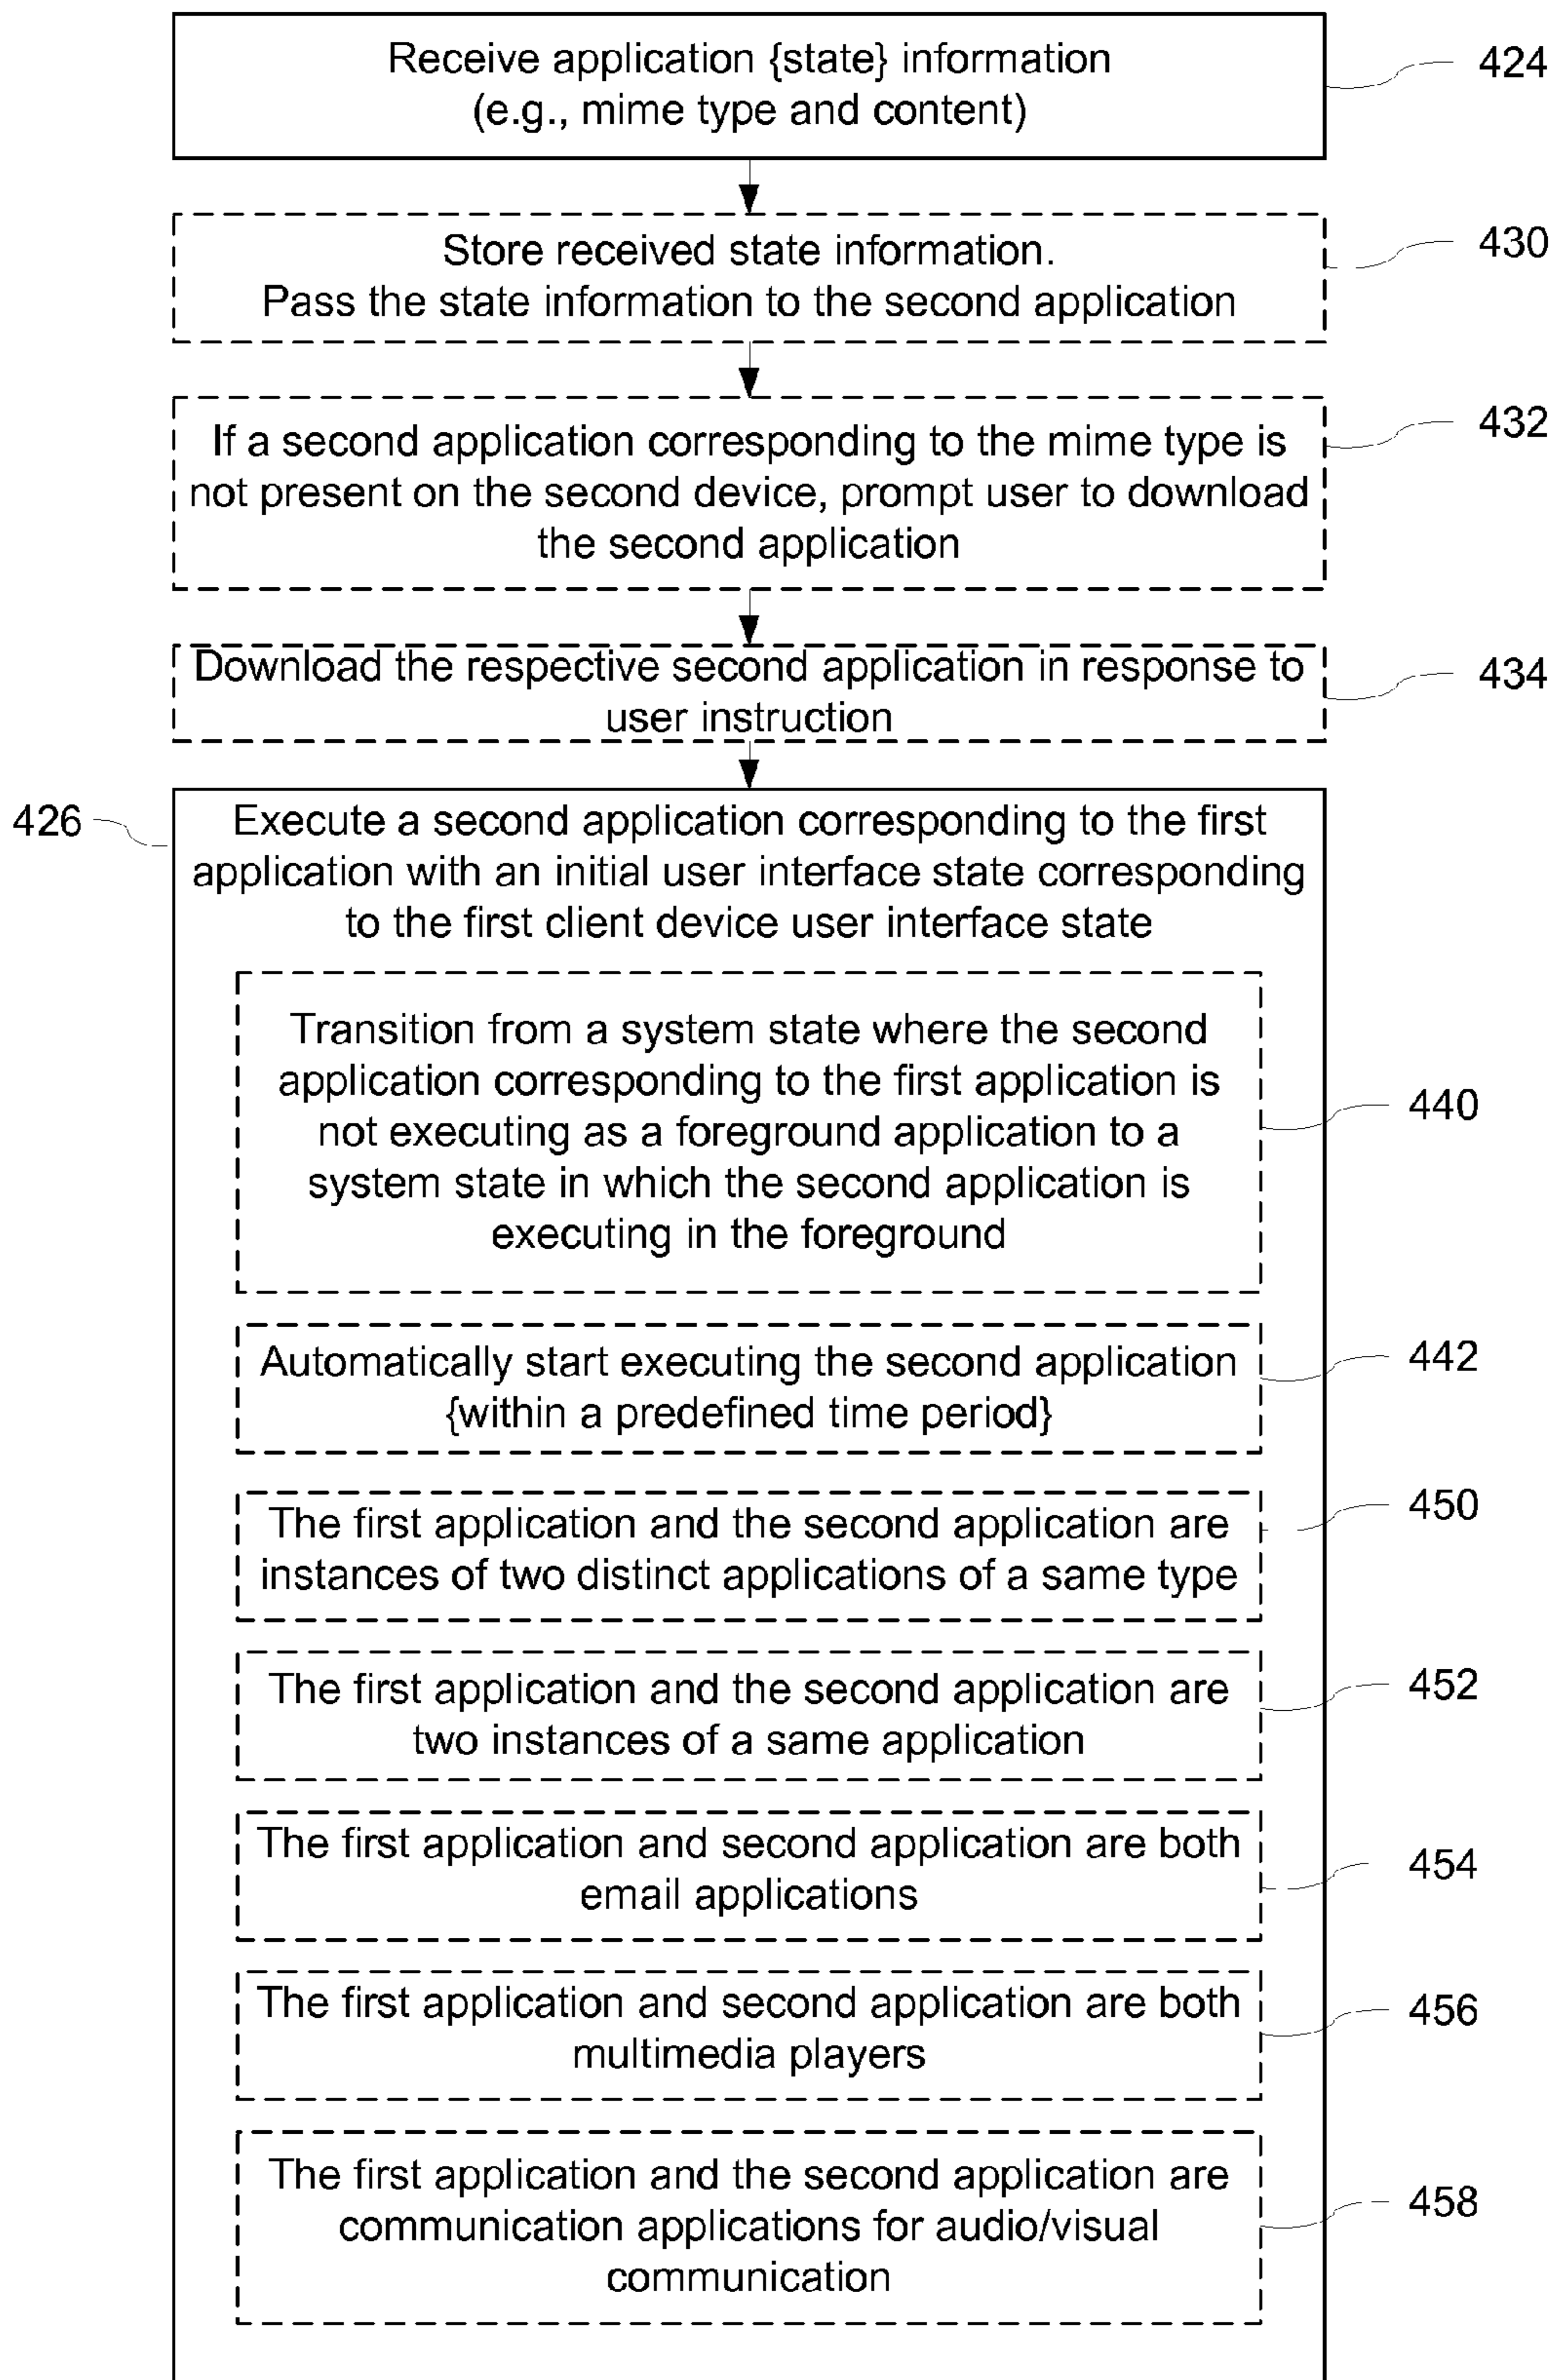 Receive application {state} information
(e.g., mime type and content)
424
Store received state information.
Pass the state information to the second application
430
If a second application corresponding to the mime type is
not present on the second device, prompt user to download
the second application
432
Download the respective second application in response to
user instruction
434
426
Execute a second application corresponding to the first
application with an initial user interface state corresponding
to the first client device user interface state
Transition from a system state where the second
application corresponding to the first application is
not executing as a foreground application to a
system state in which the second application is
executing in the foreground
440
Automatically start executing the second application
{within a predefined time period}
442
The first application and the second application are
instances of two distinct applications of a same type
450
The first application and the second application are
two instances of a same application
452
The first application and second application are both
email applications
454
The first application and second application are both
multimedia players
456
The first application and the second application are
communication applications for audio/visual
communication
458